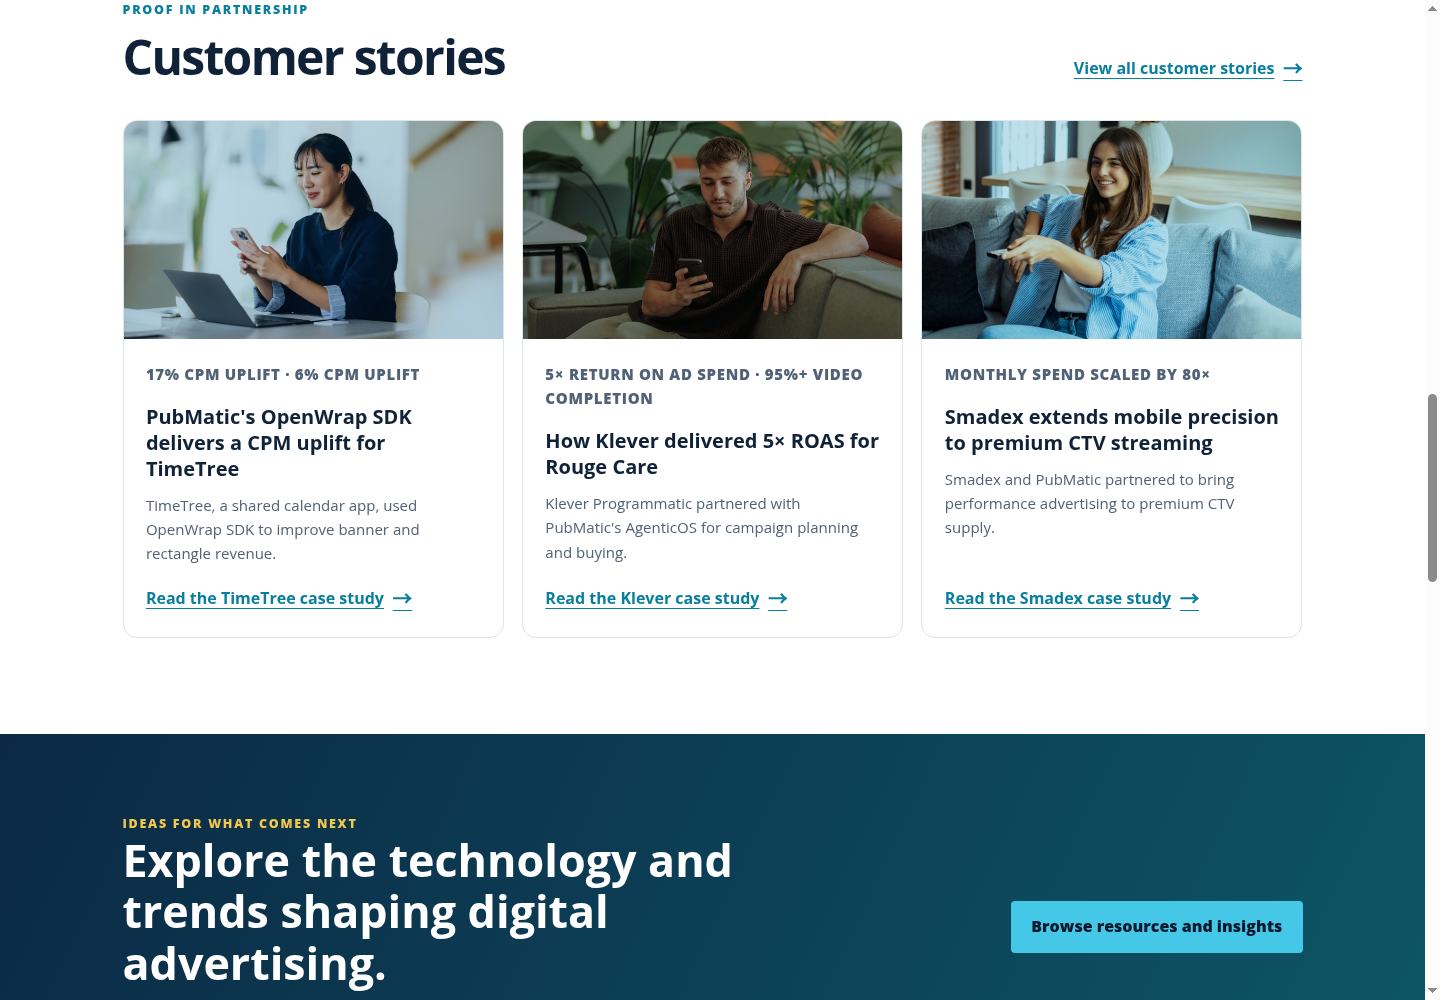 PROOF IN PARTNERSHIP
Customer stories
View all customer stories →
17% CPM UPLIFT · 6% CPM UPLIFT
PubMatic's OpenWrap SDK
delivers a CPM uplift for
TimeTree
TimeTree, a shared calendar app, used
OpenWrap SDK to improve banner and
rectangle revenue.
Read the TimeTree case study →
5× RETURN ON AD SPEND · 95%+ VIDEO
COMPLETION
How Klever delivered 5× ROAS for
Rouge Care
Klever Programmatic partnered with
PubMatic's AgenticOS for campaign planning
and buying.
Read the Klever case study →
MONTHLY SPEND SCALED BY 80×
Smadex extends mobile precision
to premium CTV streaming
Smadex and PubMatic partnered to bring
performance advertising to premium CTV
supply.
Read the Smadex case study →
IDEAS FOR WHAT COMES NEXT
Explore the technology and
trends shaping digital
advertising.
Browse resources and insights